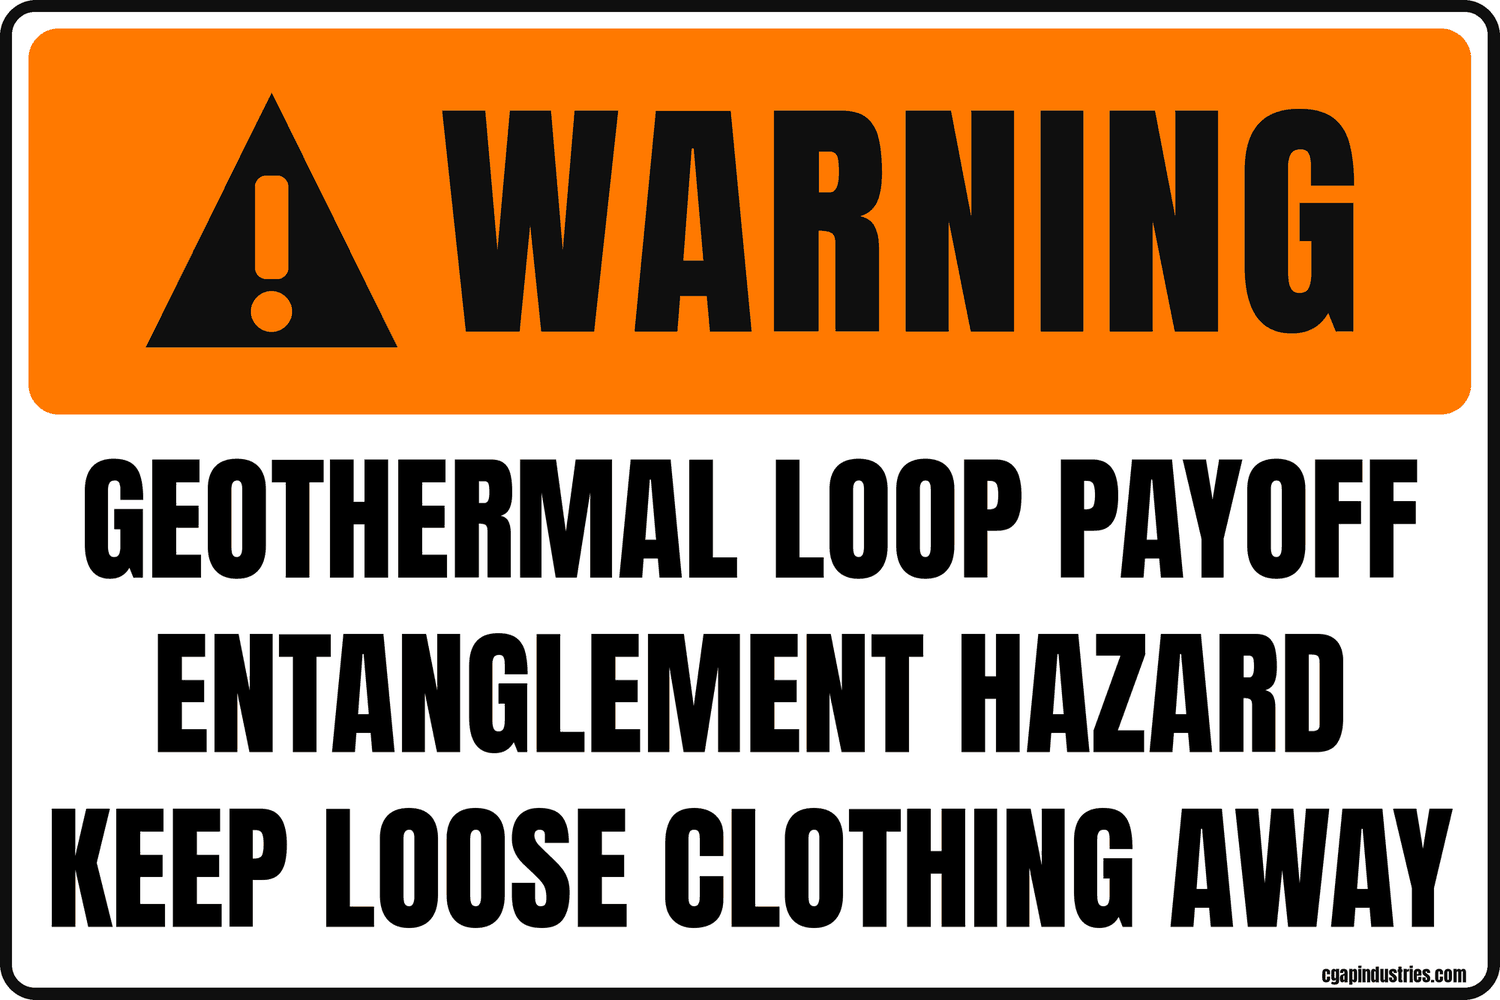 WARNING
GEOTHERMAL LOOP PAYOFF
ENTANGLEMENT HAZARD
KEEP LOOSE CLOTHING AWAY
cgapindustries.com